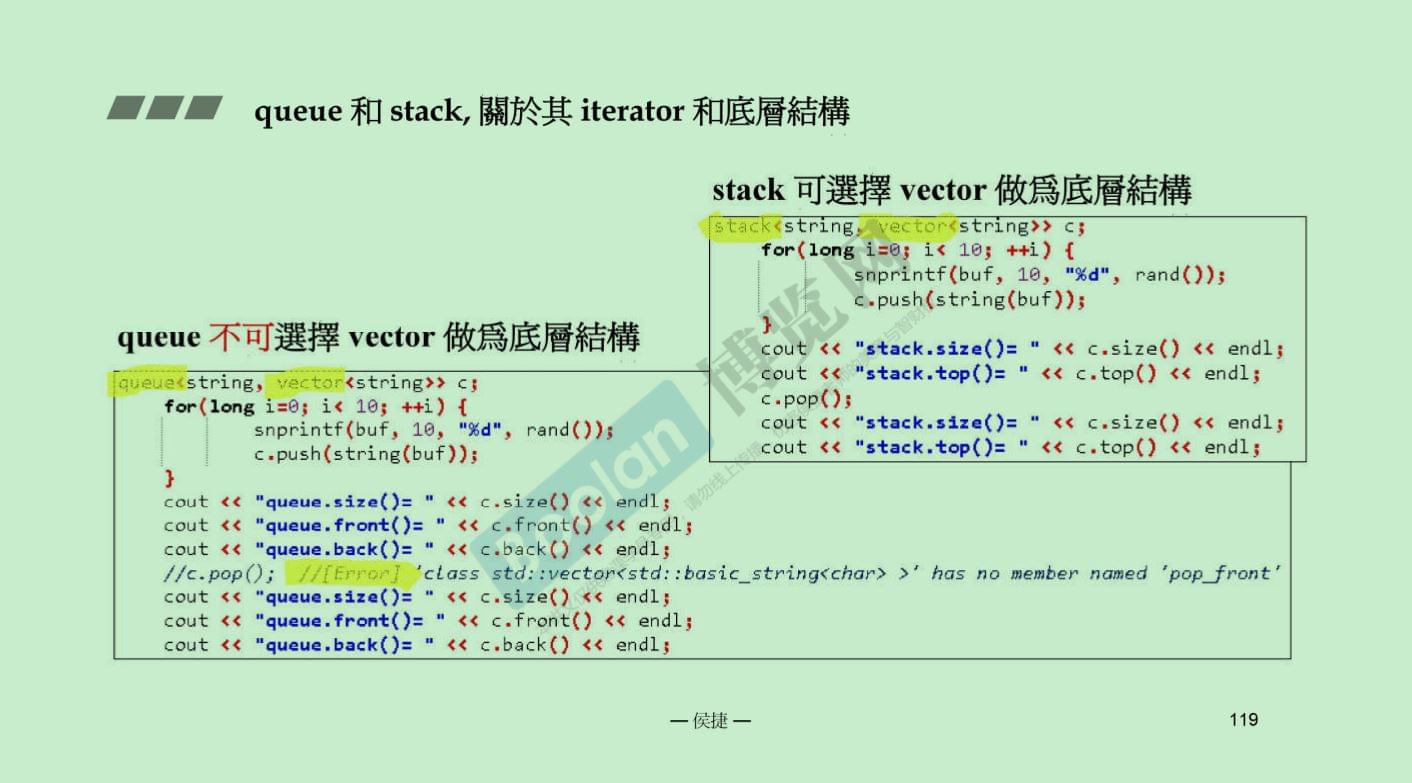 queue 和 stack, 關於其 iterator 和底層結構
stack 可選擇 vector 做爲底層結構
stack<string, vector<string>> c;
for(long i=0; i< 10; ++i) {
snprintf(buf, 10, "%d", rand());
c.push(string(buf));
}
cout << "stack.size()= " << c.size() << endl;
cout << "stack.top()= " << c.top() << endl;
c.pop();
cout << "stack.size()= " << c.size() << endl;
cout << "stack.top()= " << c.top() << endl;
queue 不可選擇 vector 做爲底層結構
queue<string, vector<string>> c;
for(long i=0; i< 10; ++i) {
snprintf(buf, 10, "%d", rand());
c.push(string(buf));
}
cout << "queue.size()= " << c.size() << endl;
cout << "queue.front()= " << c.front() << endl;
cout << "queue.back()= " << c.back() << endl;
//c.pop(); //[Error] 'class std::vector<std::basic_string<char> >' has no member named 'pop_front'
cout << "queue.size()= " << c.size() << endl;
cout << "queue.front()= " << c.front() << endl;
cout << "queue.back()= " << c.back() << endl;
Boolan
博览网
— 侯捷 —
119